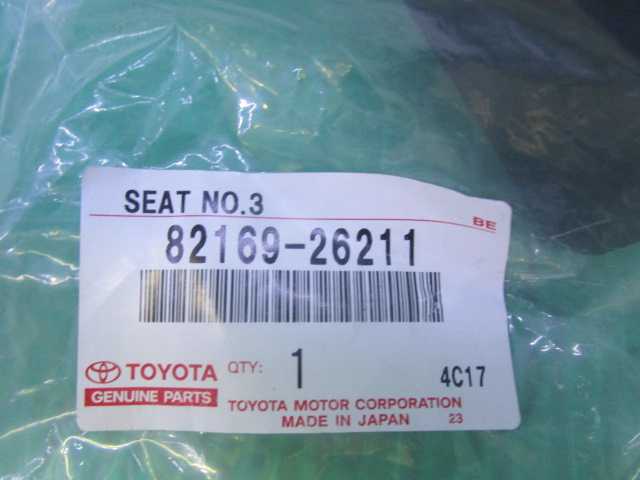 SEAT NO.3
BE
82169-26211
TOYOTA QTY: 1 4C17
GENUINE PARTS
TOYOTA MOTOR CORPORATION
MADE IN JAPAN 23